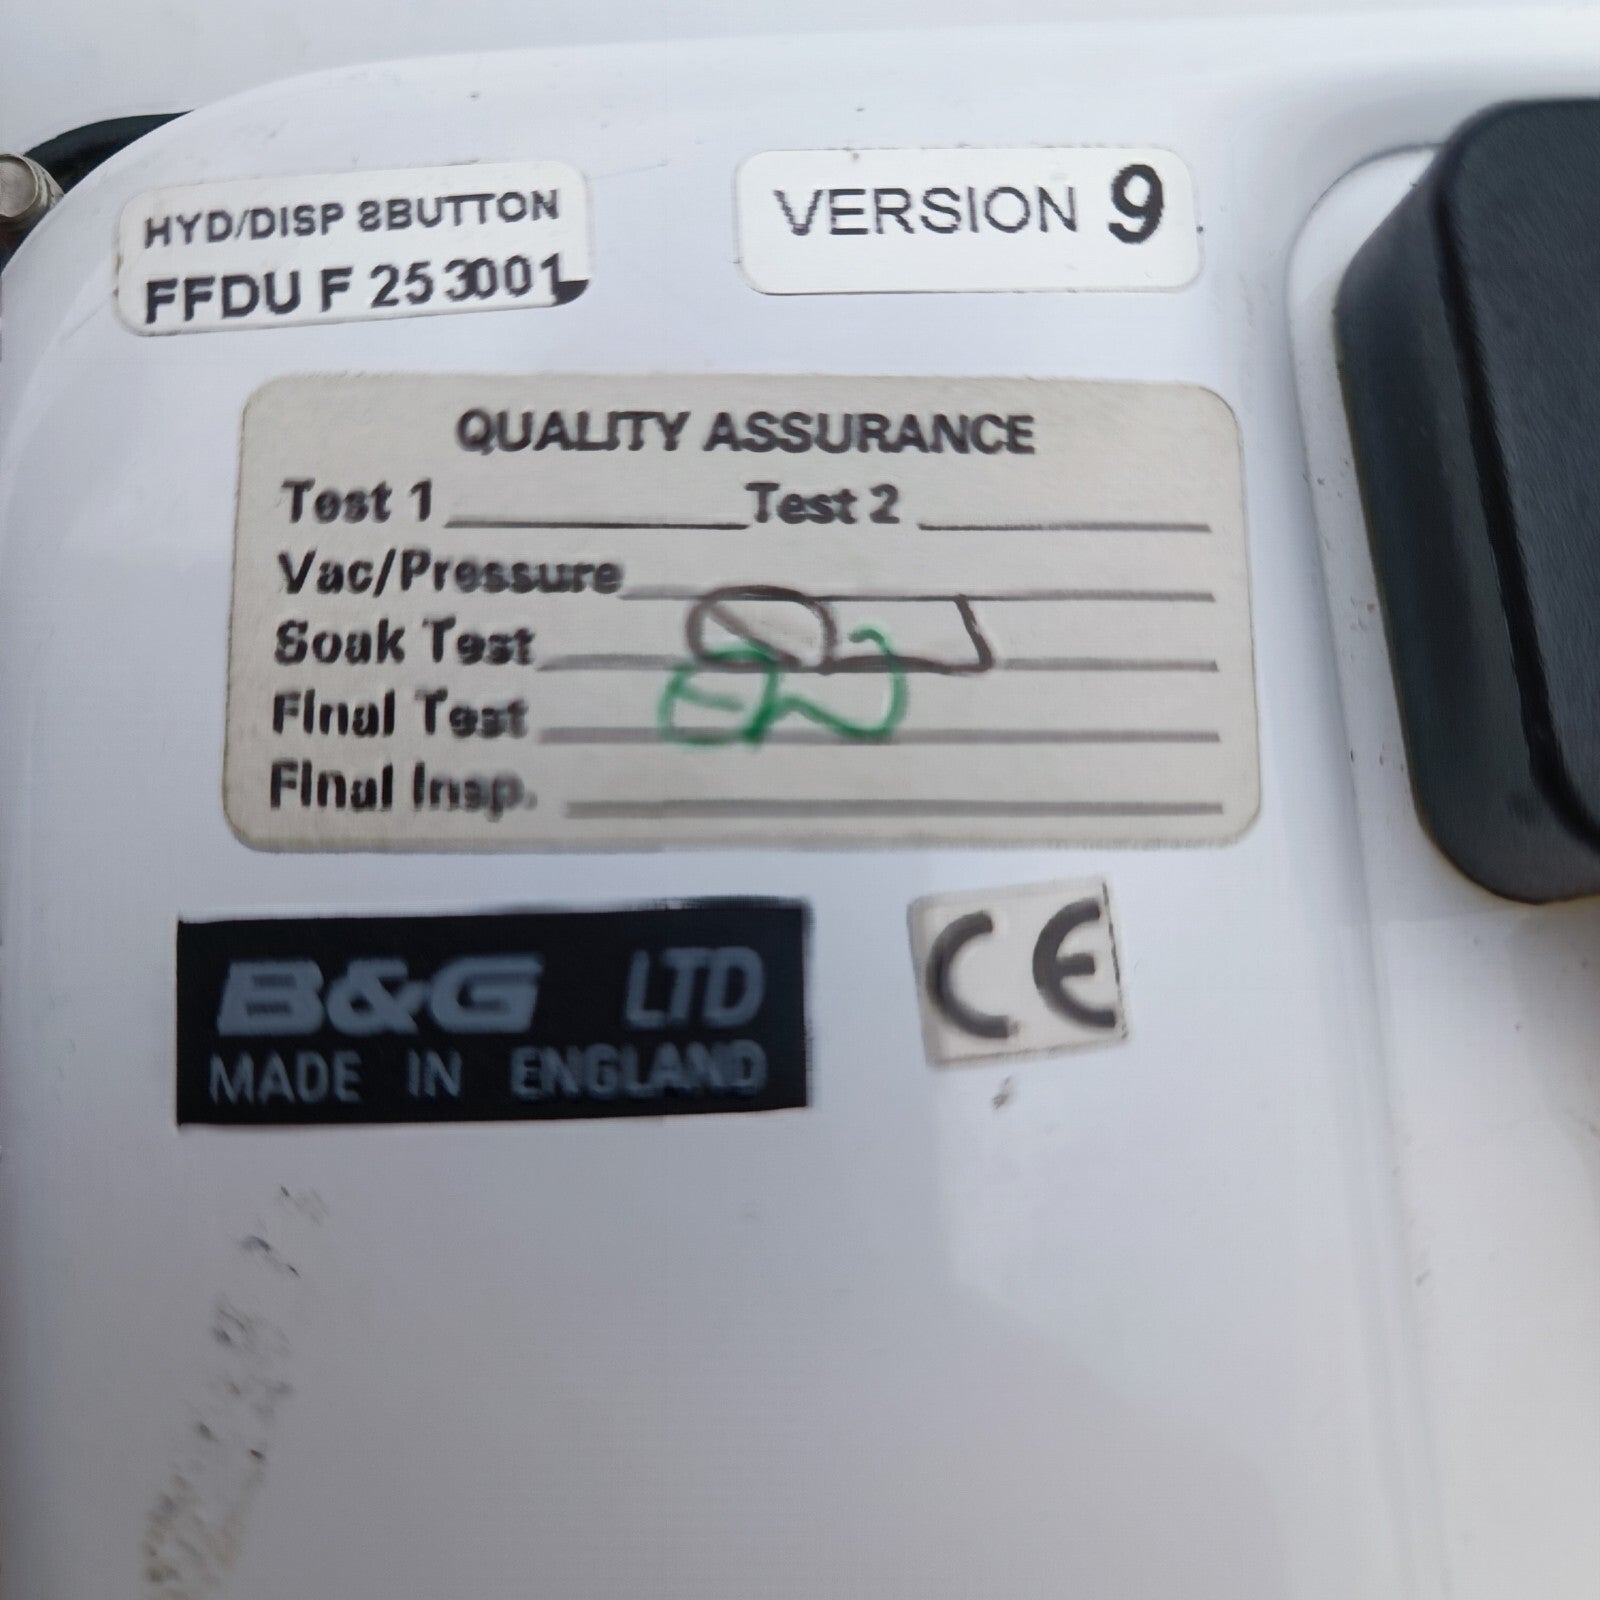 HYD/DISP 8BUTTON
FFDU F 253001
VERSION 9
QUALITY ASSURANCE
Test 1 Test 2
Vac/Pressure
Soak Test
Final Test
Final Insp.
B&G LTD
MADE IN ENGLAND
CE